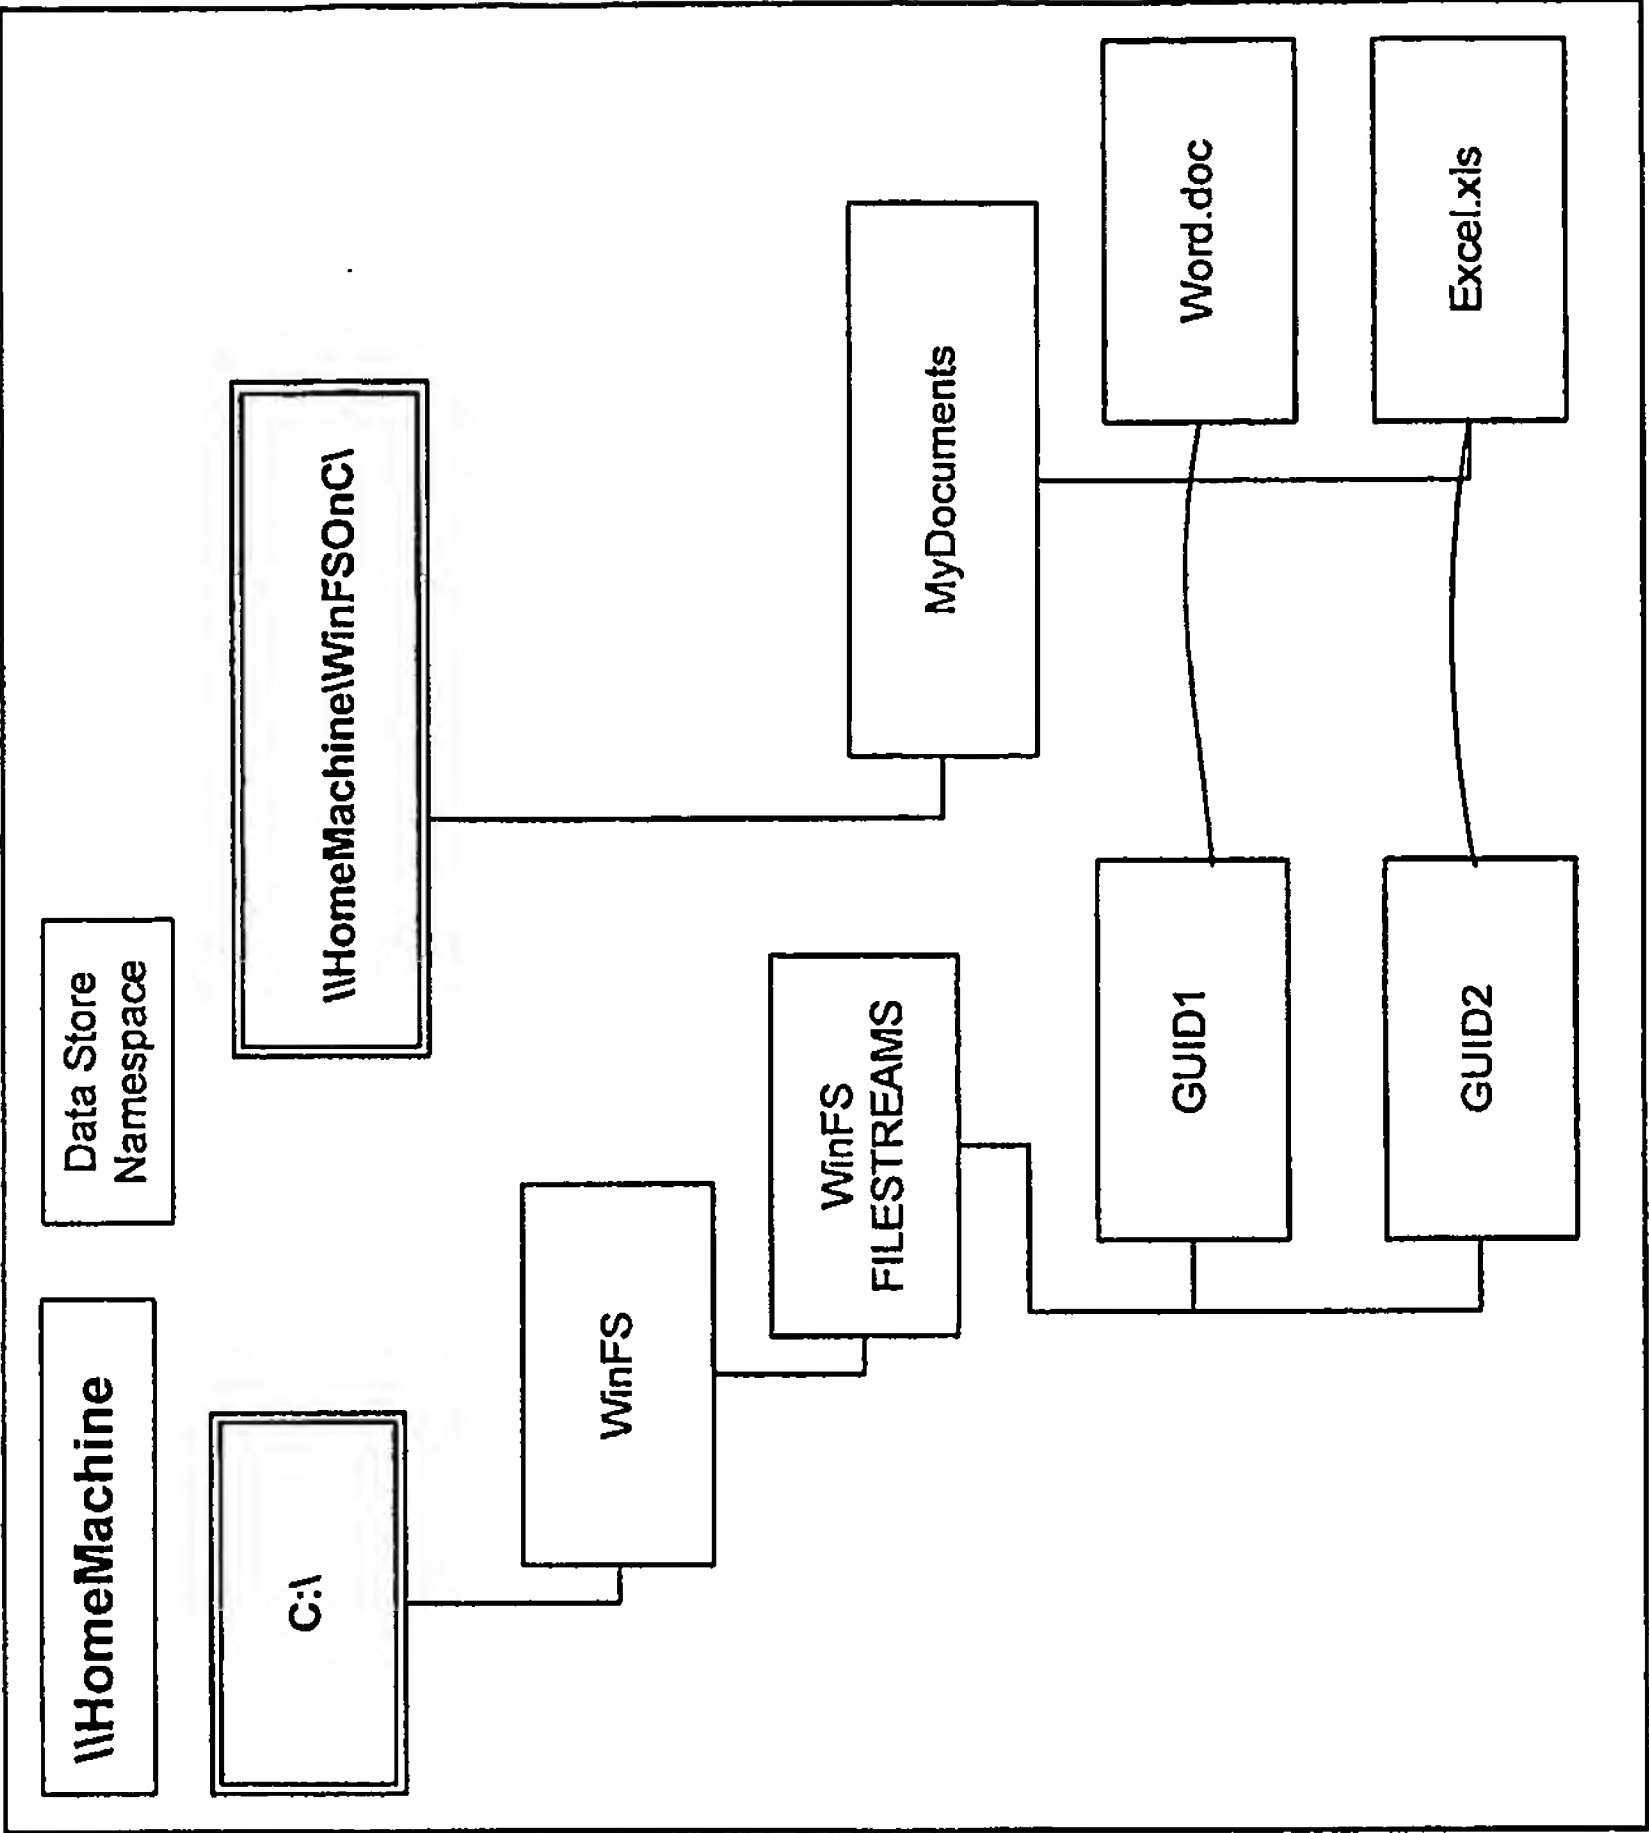 \\HomeMachine
Data Store
Namespace
C:\
\\HomeMachine\WinFSOnC\
WinFS
WinFS
FILESTREAMS
MyDocuments
GUID1
Word.doc
GUID2
Excel.xls